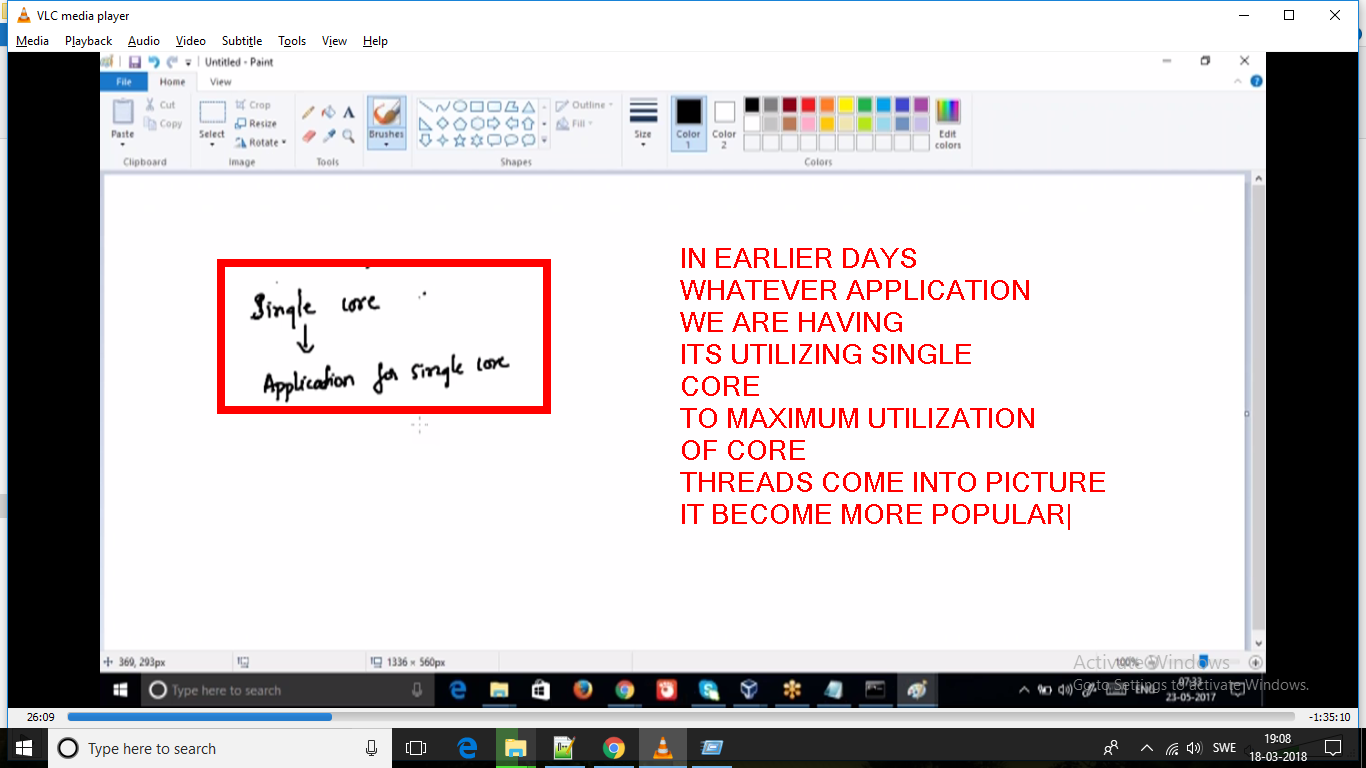 VLC media player
Media Playback Audio Video Subtitle Tools View Help
Untitled - Paint
File Home View
Cut
Copy
Paste
Clipboard
Crop
Resize
Rotate
Select
Image
Tools
Brushes
Shapes
Outline
Fill
Size
Color 1
Color 2
Edit colors
Colors
Single core
Application for single core
IN EARLIER DAYS
WHATEVER APPLICATION
WE ARE HAVING
ITS UTILIZING SINGLE
CORE
TO MAXIMUM UTILIZATION
OF CORE
THREADS COME INTO PICTURE
IT BECOME MORE POPULAR
369, 293px
1336 × 560px
100%
Activate Windows
Go to Settings to activate Windows.
Type here to search
ENG
07:33
23-05-2017
26:09
-1:35:10
Type here to search
SWE
19:08
18-03-2018